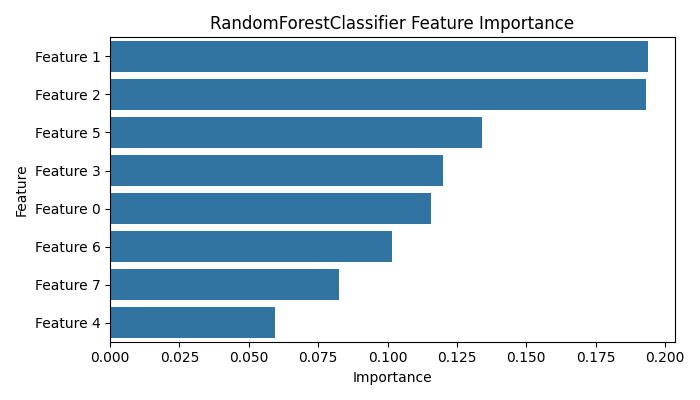 RandomForestClassifier Feature Importance
Feature 1
Feature 2
Feature 5
Feature 3
Feature 0
Feature 6
Feature 7
Feature 4
Feature
0.000 0.025 0.050 0.075 0.100 0.125 0.150 0.175 0.200
Importance